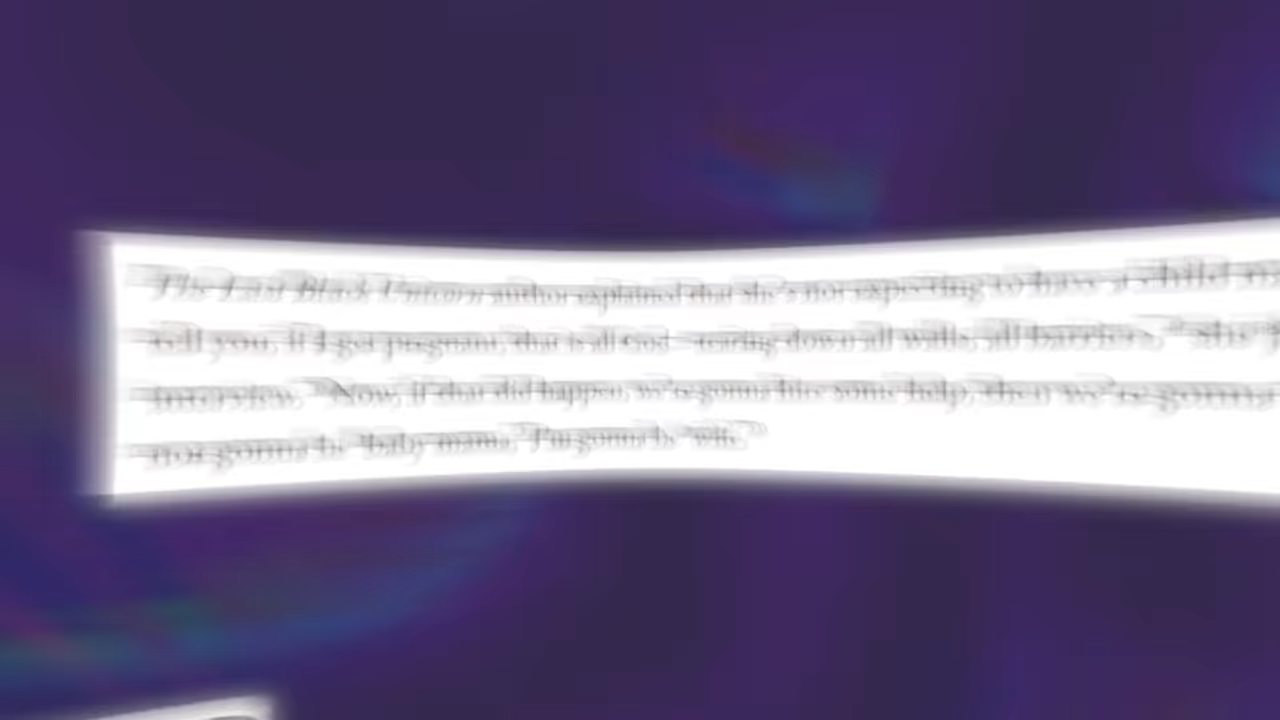 The Last Black Unicorn author explained that she's not expecting to have a child
tell you, if I get pregnant, that is all God—tearing down all walls, all barriers," she
interview. "Now, if that did happen, we're gonna hire some help, then we're gonna
not gonna be 'baby mama,' I'm gonna be 'wife.'"